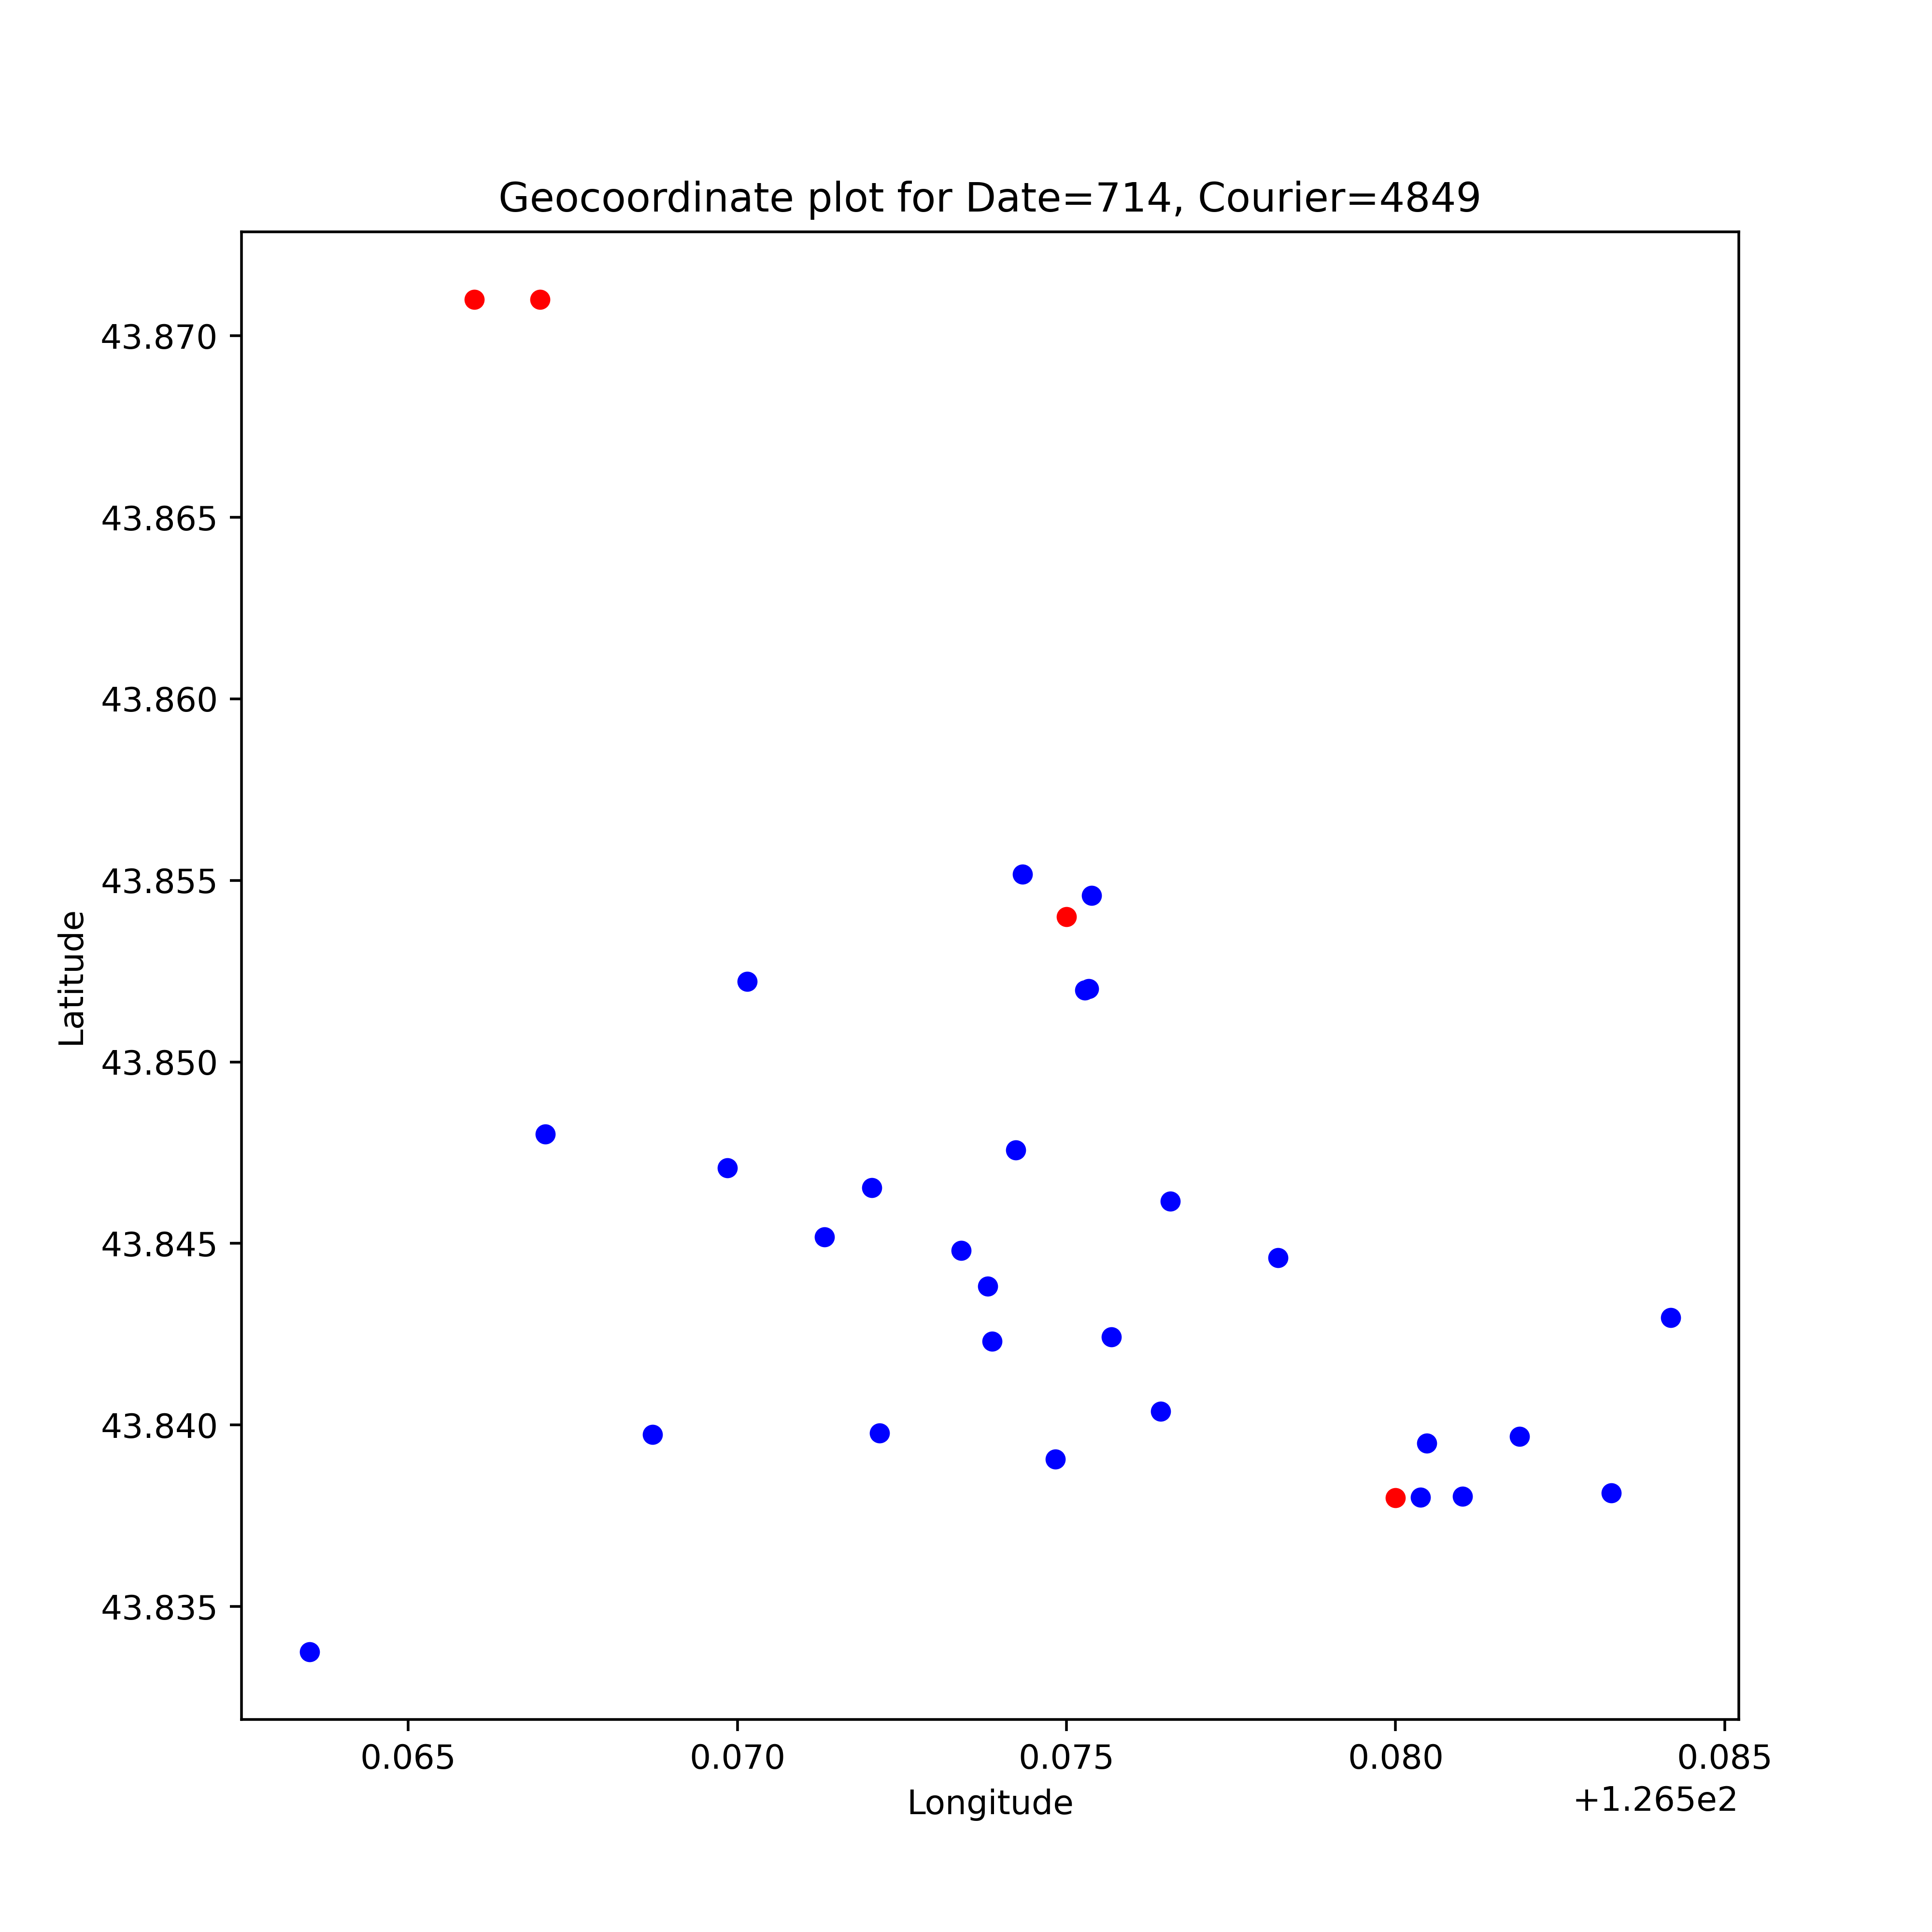 Geocoordinate plot for Date=714, Courier=4849
43.870
43.865
43.860
43.855
43.850
43.845
43.840
43.835
Latitude
0.065 0.070 0.075 0.080 0.085
+1.265e2
Longitude